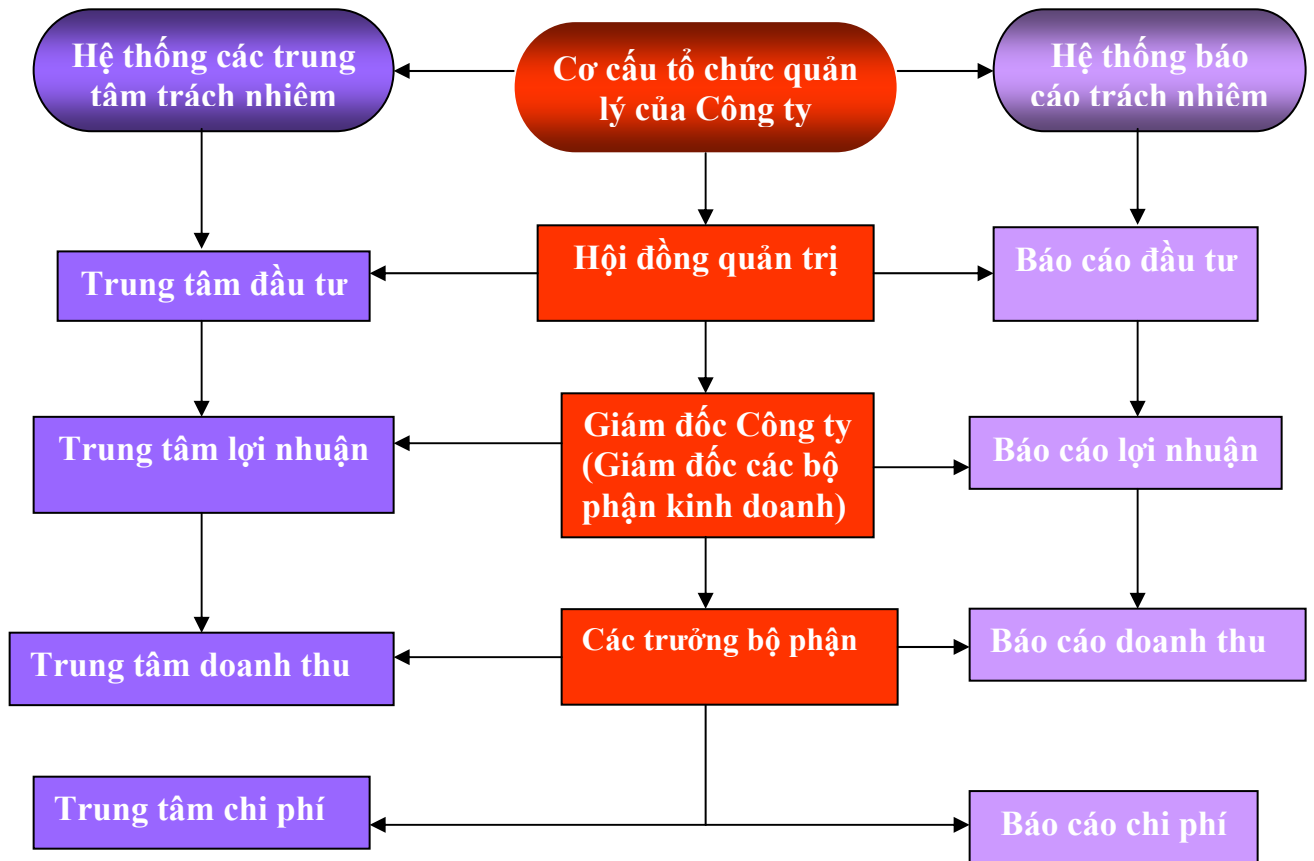 Hệ thống các trung
tâm trách nhiệm
Cơ cấu tổ chức quản
lý của Công ty
Hệ thống báo
cáo trách nhiệm
Hội đồng quản trị
Trung tâm đầu tư
Báo cáo đầu tư
Giám đốc Công ty
(Giám đốc các bộ
phận kinh doanh)
Trung tâm lợi nhuận
Báo cáo lợi nhuận
Các trưởng bộ phận
Trung tâm doanh thu
Báo cáo doanh thu
Trung tâm chi phí
Báo cáo chi phí